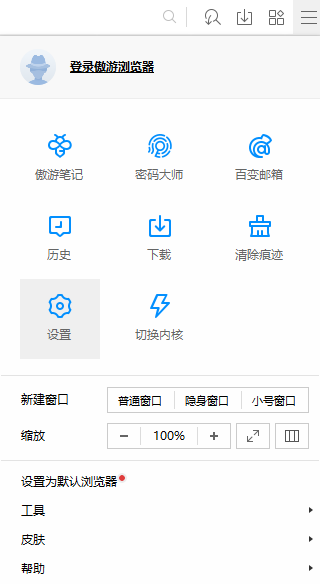 登录傲游浏览器
傲游笔记 密码大师 百变邮箱
历史 下载 清除痕迹
设置 切换内核
新建窗口 普通窗口 隐身窗口 小号窗口
缩放 − 100% +
设置为默认浏览器
工具
皮肤
帮助